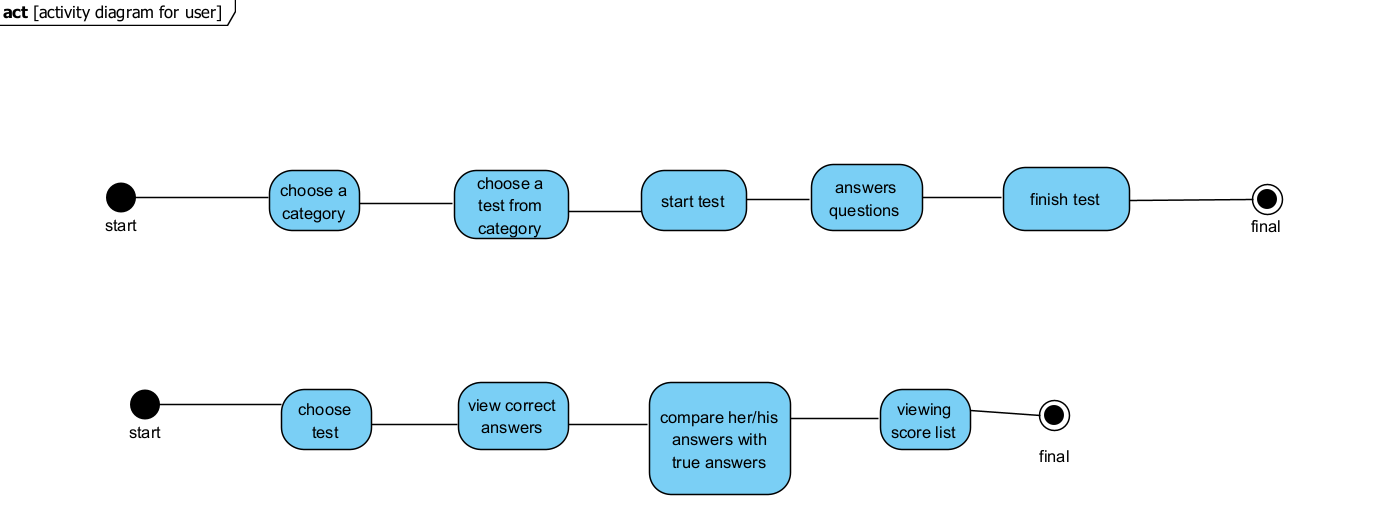 act [activity diagram for user]
choose a
category
choose a
test from
category
start test
answers
questions
finish test
start
final
choose
test
view correct
answers
compare her/his
answers with
true answers
viewing
score list
start
final